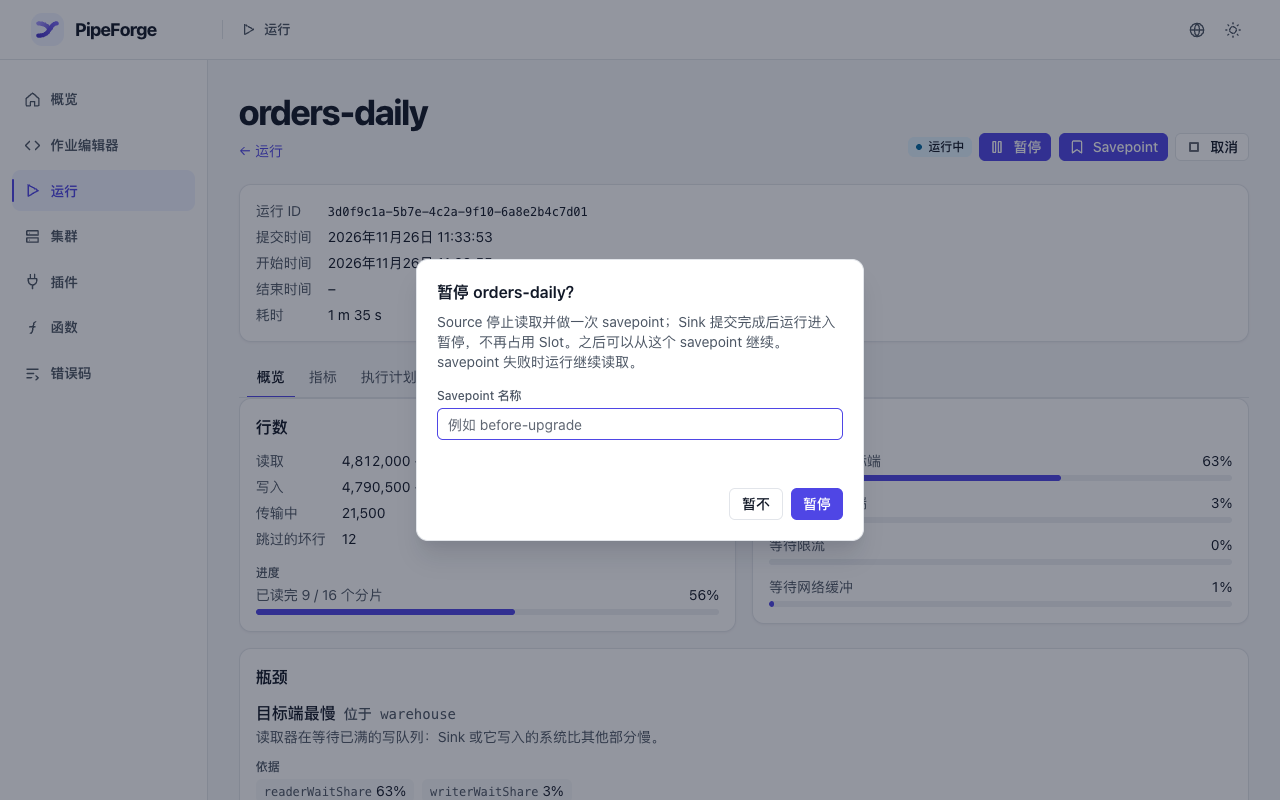 PipeForge
运行
概览
作业编辑器
运行
集群
插件
函数
错误码
orders-daily
← 运行
运行中
暂停
Savepoint
取消
运行 ID 3d0f9c1a-5b7e-4c2a-9f10-6a8e2b4c7d01
提交时间 2026年11月26日 11:33:53
开始时间 2026年11月26
结束时间 –
耗时 1 m 35 s
概览 指标 执行计划
暂停 orders-daily?
Source 停止读取并做一次 savepoint；Sink 提交完成后运行进入
暂停，不再占用 Slot。之后可以从这个 savepoint 继续。
savepoint 失败时运行继续读取。
Savepoint 名称
例如 before-upgrade
暂不 暂停
行数
读取 4,812,000
写入 4,790,500
传输中 21,500
跳过的坏行 12
进度
已读完 9 / 16 个分片 56%
标端 63%
3%
等待限流 0%
等待网络缓冲 1%
瓶颈
目标端最慢 位于 warehouse
读取器在等待已满的写队列：Sink 或它写入的系统比其他部分慢。
依据
readerWaitShare 63% writerWaitShare 3%